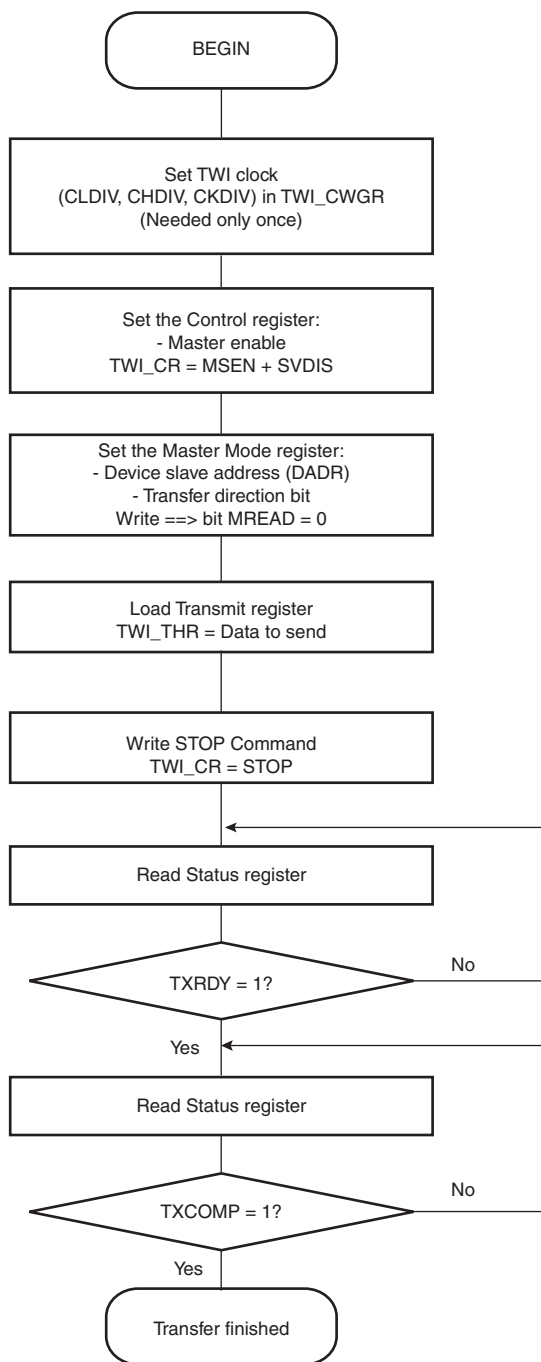 BEGIN
Set TWI clock
(CLDIV, CHDIV, CKDIV) in TWI_CWGR
(Needed only once)
Set the Control register:
- Master enable
TWI_CR = MSEN + SVDIS
Set the Master Mode register:
- Device slave address (DADR)
- Transfer direction bit
Write ==> bit MREAD = 0
Load Transmit register
TWI_THR = Data to send
Write STOP Command
TWI_CR = STOP
Read Status register
TXRDY = 1?
No
Yes
Read Status register
TXCOMP = 1?
No
Yes
Transfer finished